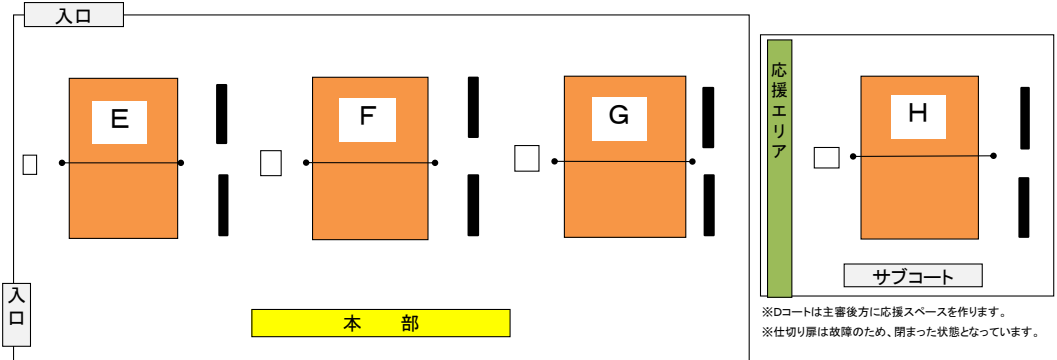 入口
E
F
G
入口
本　部
応援エリア
H
サブコート
※Dコートは主審後方に応援スペースを作ります。
※仕切り扉は故障のため、閉まった状態となっています。